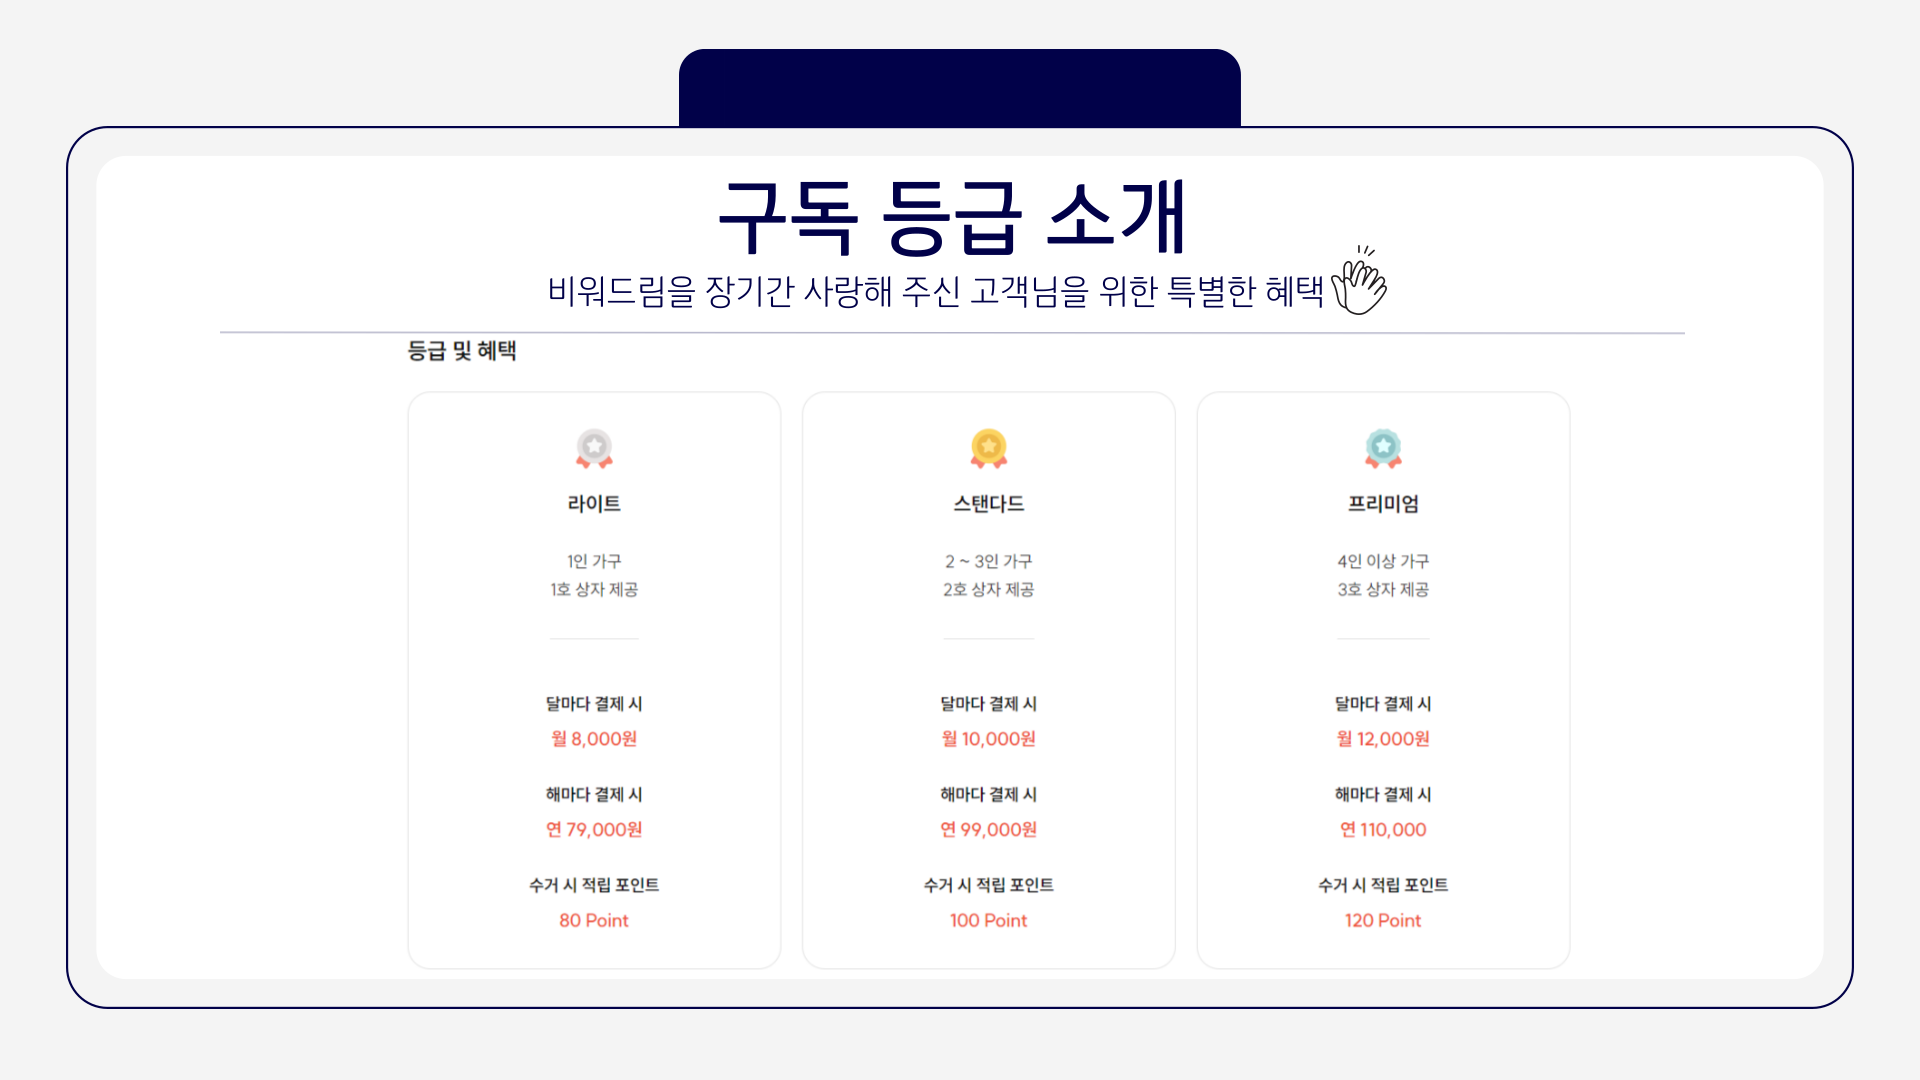 구독 등급 소개
비워드림을 장기간 사랑해 주신 고객님을 위한 특별한 혜택
등급 및 혜택
라이트
1인 가구
1호 상자 제공
달마다 결제 시
월 8,000원
해마다 결제 시
연 79,000원
수거 시 적립 포인트
80 Point
스탠다드
2 ~ 3인 가구
2호 상자 제공
달마다 결제 시
월 10,000원
해마다 결제 시
연 99,000원
수거 시 적립 포인트
100 Point
프리미엄
4인 이상 가구
3호 상자 제공
달마다 결제 시
월 12,000원
해마다 결제 시
연 110,000
수거 시 적립 포인트
120 Point